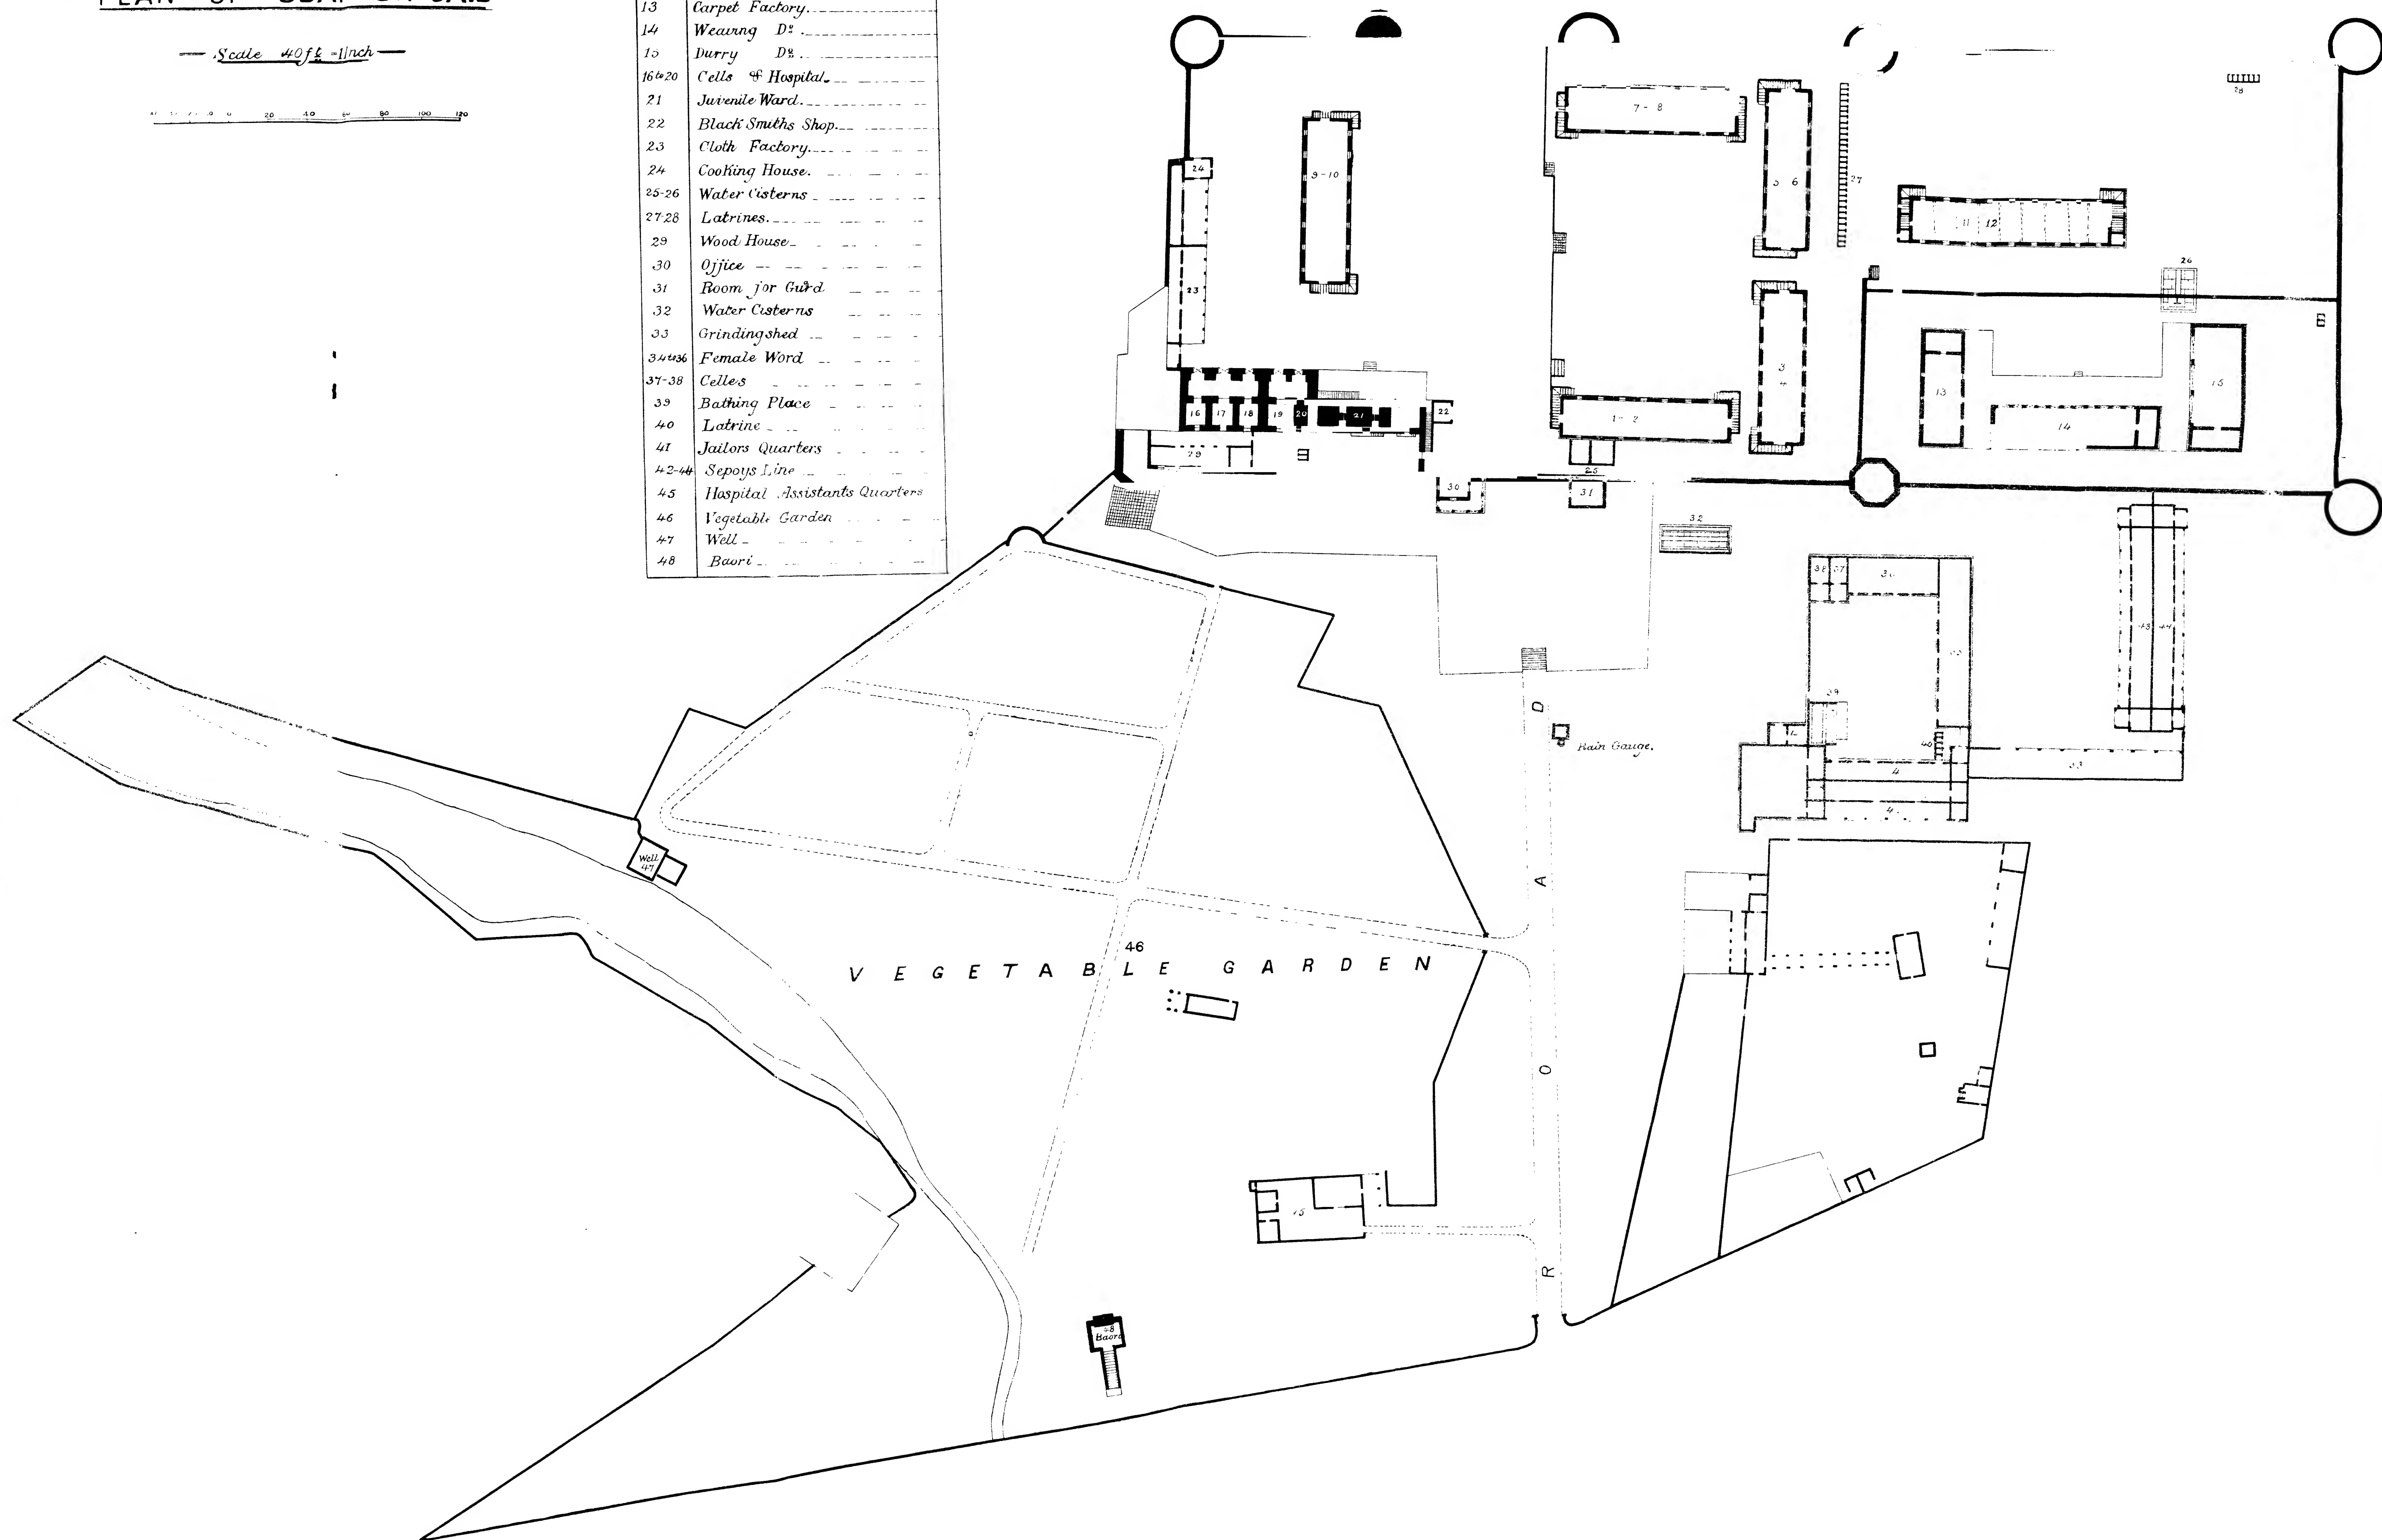 Scale 40 ft = 1 Inch
20 40 60 80 100 120
13 Carpet Factory.
14 Weaving Dº.
15 Durry Dº.
16 to 20 Cells & Hospital.
21 Juvenile Ward.
22 Black Smiths Shop.
23 Cloth Factory.
24 Cooking House.
25-26 Water Cisterns
27-28 Latrines.
29 Wood House
30 Office
31 Room for Gurd
32 Water Cisterns
33 Grindingshed
34 to 36 Female Word
37-38 Celles
39 Bathing Place
40 Latrine
41 Jailors Quarters
42-44 Sepoys Line
45 Hospital Assistants Quarters
46 Vegetable Garden
47 Well
48 Baori
28
7 - 8
9-10
5 6
27
11 12
24
26
23
3
4
13
15
14
16 17 18 19 20 21 22
1 - 2
29
25
30
31
32
38 37
36
43 44
39
40
33
Rain Gauge.
Well
47
46
VEGETABLE GARDEN
ROAD
48
Baori